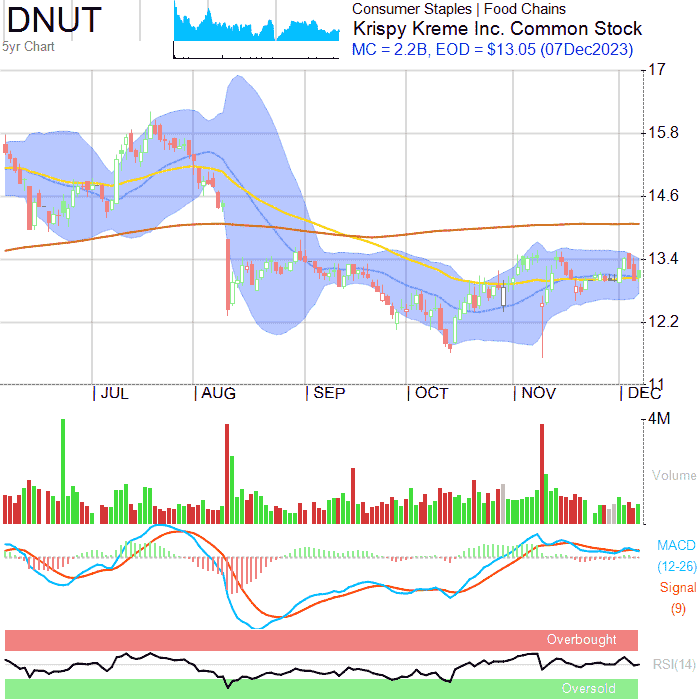 DNUT
5yr Chart
Consumer Staples | Food Chains
Krispy Kreme Inc. Common Stock
MC = 2.2B, EOD = $13.05 (07Dec2023)
17
15.8
14.6
13.4
12.2
11
JUL AUG SEP OCT NOV DEC
4M
Volume
MACD
(12-26)
Signal
(9)
Overbought
RSI(14)
Oversold